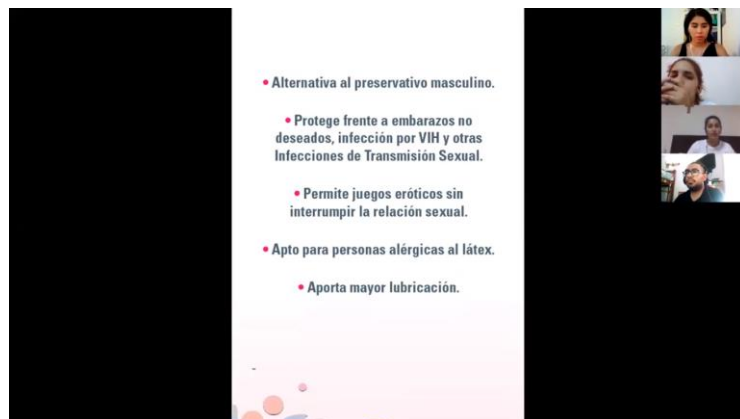 • Alternativa al preservativo masculino.
• Protege frente a embarazos no
deseados, infección por VIH y otras
Infecciones de Transmisión Sexual.
• Permite juegos eróticos sin
interrumpir la relación sexual.
• Apto para personas alérgicas al látex.
• Aporta mayor lubricación.